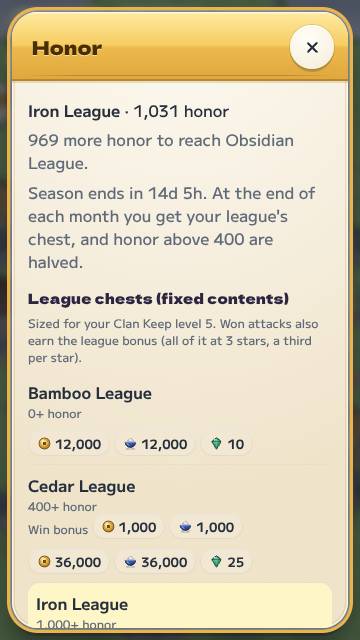 Honor
Iron League · 1,031 honor
969 more honor to reach Obsidian
League.
Season ends in 14d 5h. At the end of
each month you get your league's
chest, and honor above 400 are
halved.
League chests (fixed contents)
Sized for your Clan Keep level 5. Won attacks also
earn the league bonus (all of it at 3 stars, a third
per star).
Bamboo League
0+ honor
12,000 12,000 10
Cedar League
400+ honor
Win bonus 1,000 1,000
36,000 36,000 25
Iron League
1,000+ honor